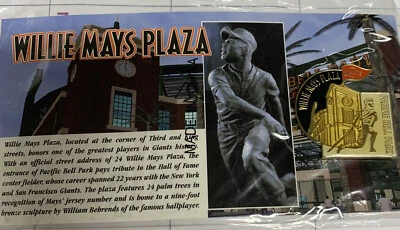 WILLIE MAYS PLAZA
WILLIE MAYS PLAZA
Willie Mays Plaza, located at the corner of Third and
streets, honors one of the greatest players in Giants
With an official street address of 24 Willie Mays Plaza, the
entrance of Pacific Bell Park pays tribute to the Hall of Fame
center fielder, whose career spanned 22 years with the New York
and San Francisco Giants. The plaza features 24 palm trees in
recognition of Mays' jersey number and is home to a nine-foot
bronze sculpture by William Behrends of the famous ballplayer.